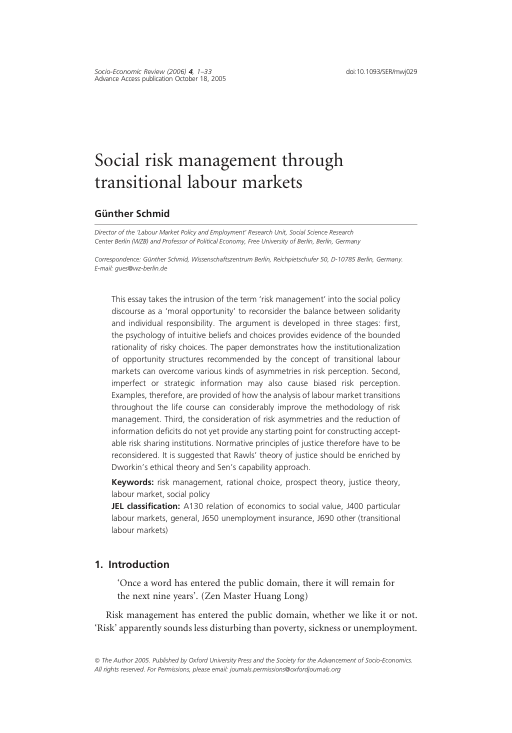 Socio-Economic Review (2006) 4, 1–33
doi:10.1093/SER/mwj029
Advance Access publication October 18, 2005
Social risk management through
transitional labour markets
Günther Schmid
Director of the ‘Labour Market Policy and Employment’ Research Unit, Social Science Research
Center Berlin (WZB) and Professor of Political Economy, Free University of Berlin, Berlin, Germany
Correspondence: Günther Schmid, Wissenschaftszentrum Berlin, Reichpietschufer 50, D-10785 Berlin, Germany.
E-mail: gues@wz-berlin.de
This essay takes the intrusion of the term ‘risk management’ into the social policy
discourse as a ‘moral opportunity’ to reconsider the balance between solidarity
and individual responsibility. The argument is developed in three stages: first,
the psychology of intuitive beliefs and choices provides evidence of the bounded
rationality of risky choices. The paper demonstrates how the institutionalization
of opportunity structures recommended by the concept of transitional labour
markets can overcome various kinds of asymmetries in risk perception. Second,
imperfect or strategic information may also cause biased risk perception.
Examples, therefore, are provided of how the analysis of labour market transitions
throughout the life course can considerably improve the methodology of risk
management. Third, the consideration of risk asymmetries and the reduction of
information deficits do not yet provide any starting point for constructing accept-
able risk sharing institutions. Normative principles of justice therefore have to be
reconsidered. It is suggested that Rawls’ theory of justice should be enriched by
Dworkin’s ethical theory and Sen’s capability approach.
Keywords: risk management, rational choice, prospect theory, justice theory,
labour market, social policy
JEL classification: A130 relation of economics to social value, J400 particular
labour markets, general, J650 unemployment insurance, J690 other (transitional
labour markets)
1. Introduction
‘Once a word has entered the public domain, there it will remain for
the next nine years’. (Zen Master Huang Long)
Risk management has entered the public domain, whether we like it or not.
‘Risk’ apparently sounds less disturbing than poverty, sickness or unemployment.
© The Author 2005. Published by Oxford University Press and the Society for the Advancement of Socio-Economics.
All rights reserved. For Permissions, please email: journals.permissions@oxfordjournals.org